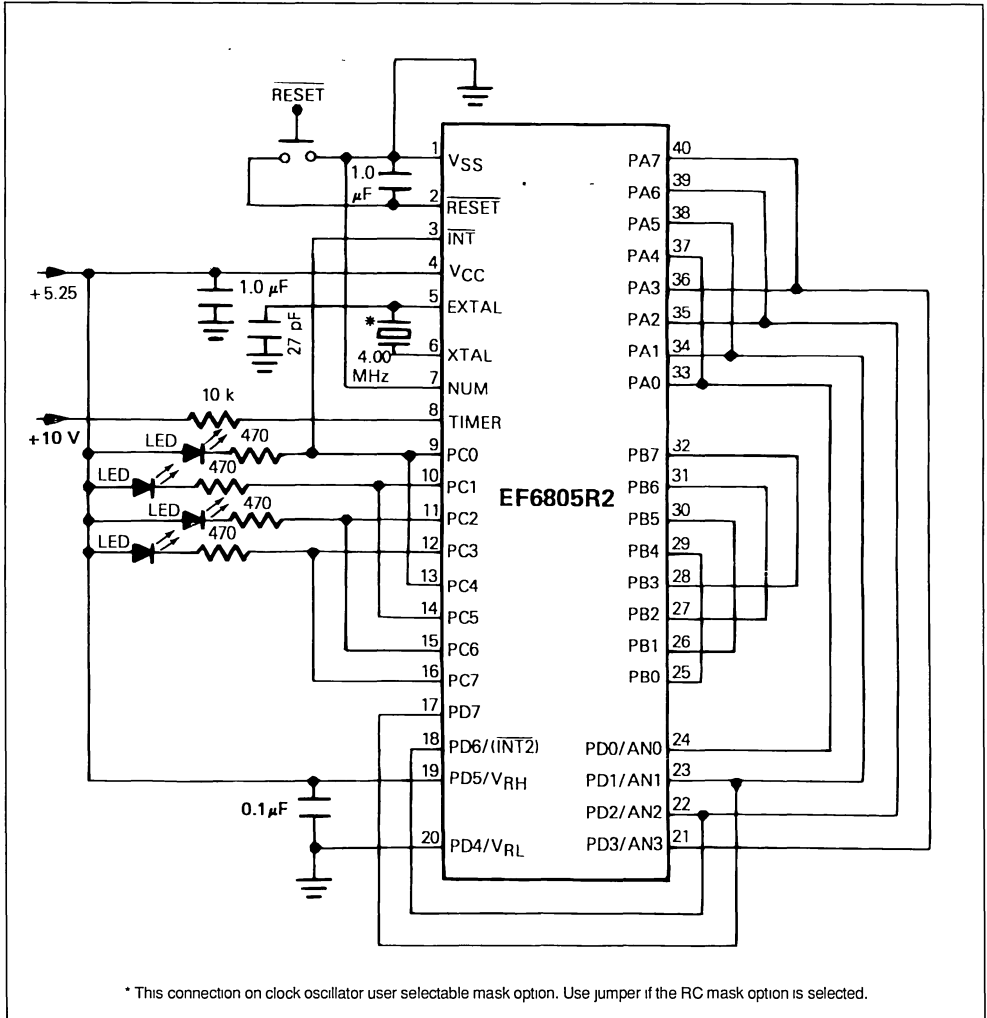 RESET
1 VSS
1.0 μF
2 RESET
3 INT
+5.25
4 VCC
1.0 μF
5 EXTAL
27 pF
*
4.00 MHz
6 XTAL
7 NUM
10 k
+10 V
8 TIMER
LED 470
9 PC0
LED 470
10 PC1
LED 470
11 PC2
LED 470
12 PC3
13 PC4
14 PC5
15 PC6
16 PC7
17 PD7
18 PD6/(INT2)
19 PD5/VRH
0.1 μF
20 PD4/VRL
EF6805R2
PA7 40
PA6 39
PA5 38
PA4 37
PA3 36
PA2 35
PA1 34
PA0 33
PB7 32
PB6 31
PB5 30
PB4 29
PB3 28
PB2 27
PB1 26
PB0 25
PD0/AN0 24
PD1/AN1 23
PD2/AN2 22
PD3/AN3 21
* This connection on clock oscillator user selectable mask option. Use jumper if the RC mask option is selected.